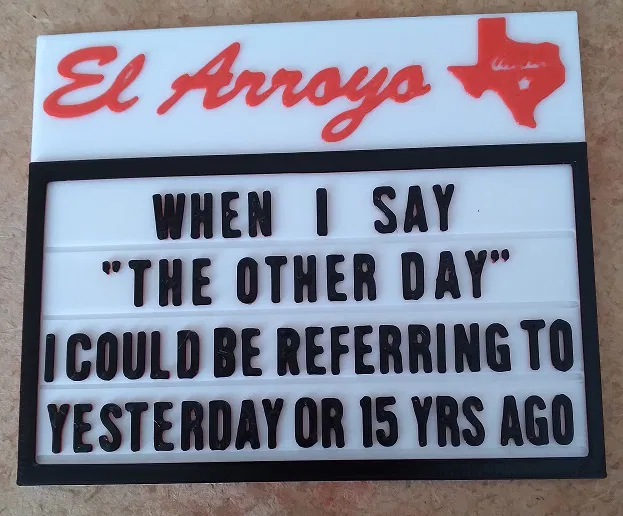 El Arroyo
WHEN I SAY
"THE OTHER DAY"
I COULD BE REFERRING TO
YESTERDAY OR 15 YRS AGO